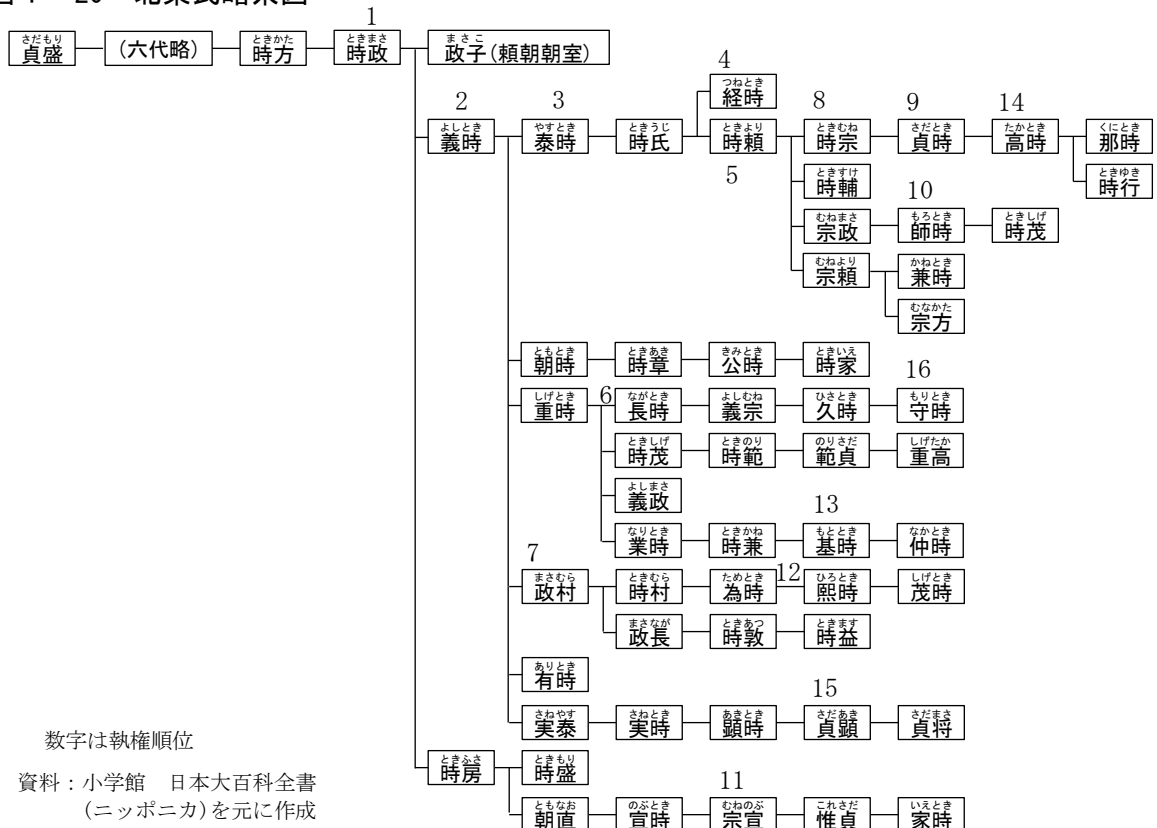 1
貞盛 (六代略) 時方 時政 政子(頼朝朝室)
さだもり ときかた ときまさ まさこ
4
経時
つねとき
2 3 8 9 14
よしとき やすとき ときうじ ときより ときむね さだとき たかとき くにとき
義時 泰時 時氏 時頼 時宗 貞時 高時 那時
5
ときすけ ときゆき
時輔 時行
10
むねまさ もろとき ときしげ
宗政 師時 時茂
むねより かねとき
宗頼 兼時
むなかた
宗方
ともとき ときあき きみとき ときいえ
朝時 時章 公時 時家
6 16
しげとき ながとき よしむね ひさとき もりとき
重時 長時 義宗 久時 守時
ときしげ ときのり のりさだ しげたか
時茂 時範 範貞 重高
よしまさ
義政
13
なりとき ときかね もととき なかとき
業時 時兼 基時 仲時
7 12
まさむら ときむら ためとき ひろとき しげとき
政村 時村 為時 熙時 茂時
まさなが ときあつ ときます
政長 時敦 時益
ありとき
有時
15
さねやす さねとき あきとき さだあき さだまさ
実泰 実時 顕時 貞顕 貞将
ときふさ ときもり
時房 時盛
11
ともなお のぶとき むねのぶ これさだ いえとき
朝直 宣時 宗宣 惟貞 家時
数字は執権順位
資料：小学館 日本大百科全書
(ニッポニカ)を元に作成